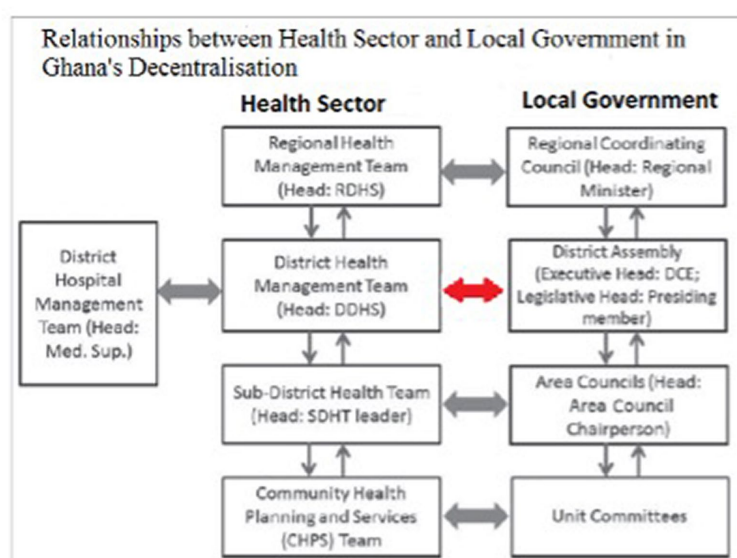 Relationships between Health Sector and Local Government in
Ghana's Decentralisation
Health Sector
Local Government
Regional Health
Management Team
(Head: RDHS)
Regional Coordinating
Council (Head: Regional
Minister)
District
Hospital
Management
Team (Head:
Med. Sup.)
District Health
Management Team
(Head: DDHS)
District Assembly
(Executive Head: DCE;
Legislative Head: Presiding
member)
Sub-District Health Team
(Head: SDHT leader)
Area Councils (Head:
Area Council
Chairperson)
Community Health
Planning and Services
(CHPS) Team
Unit Committees